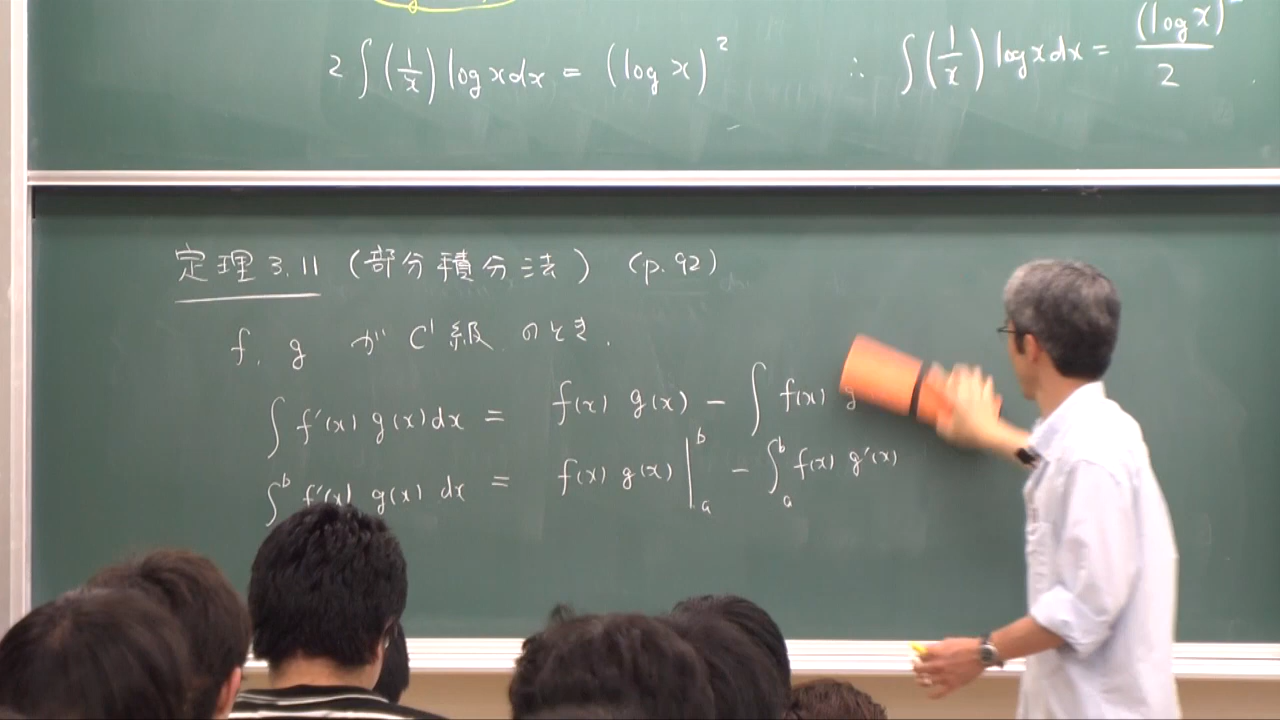 2∫(1/x)log x dx = (log x)²  ∴ ∫(1/x)log x dx = (log x)²/2
定理 3.11 (部分積分法) (p.92)
f, g が C¹級 のとき.
∫f'(x) g(x)dx = f(x) g(x) − ∫f(x) g
∫ᵇ f'(x) g(x) dx = f(x) g(x)|ₐᵇ − ∫ₐᵇ f(x) g'(x)